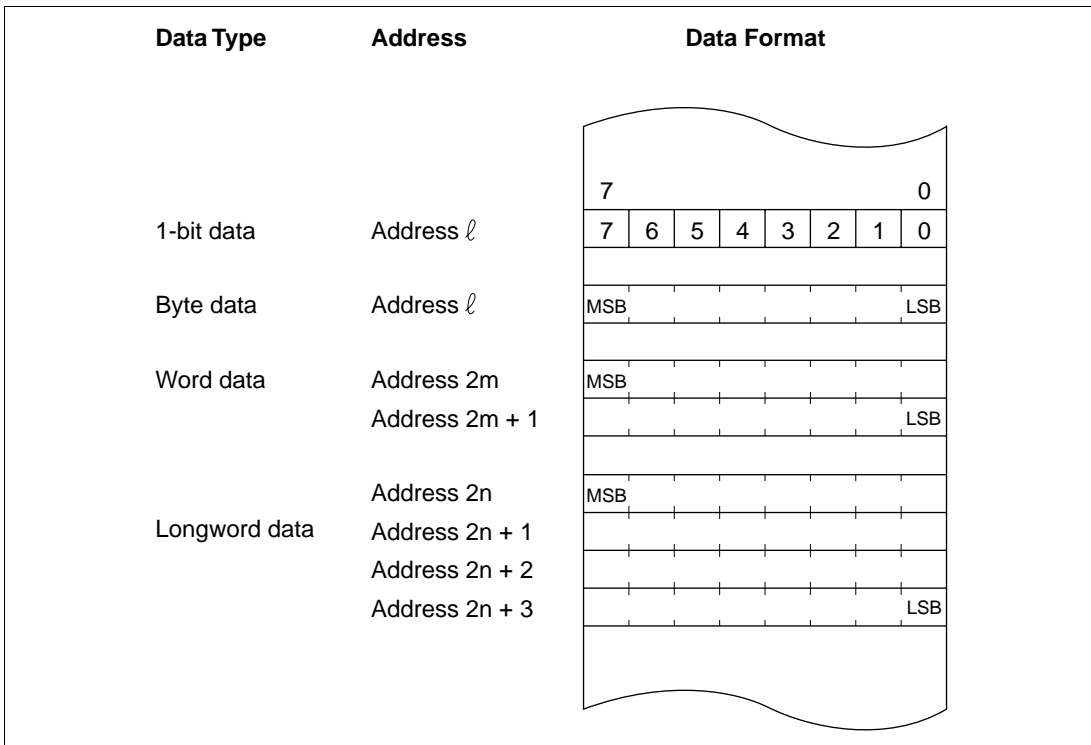 Data Type Address Data Format
7 0
1-bit data Address ℓ 7 6 5 4 3 2 1 0
Byte data Address ℓ MSB LSB
Word data Address 2m MSB
Address 2m + 1 LSB
Address 2n MSB
Longword data Address 2n + 1
Address 2n + 2
Address 2n + 3 LSB